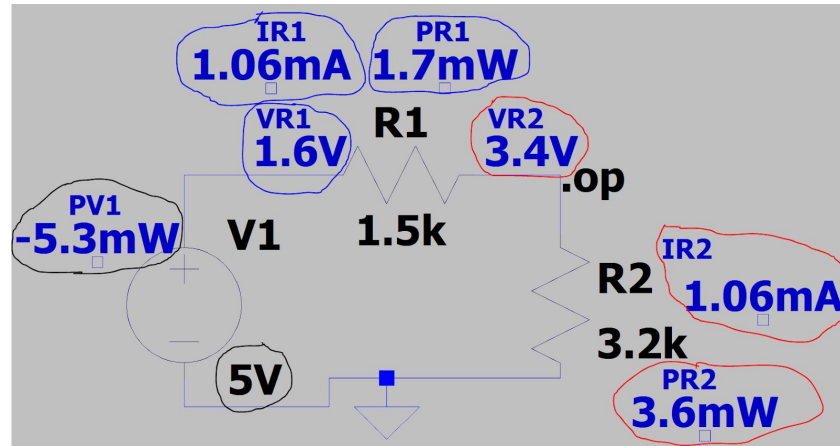 IR1
1.06mA
PR1
1.7mW
VR1
1.6V
R1
VR2
3.4V
.op
PV1
-5.3mW
V1
1.5k
R2
IR2
1.06mA
3.2k
5V
PR2
3.6mW